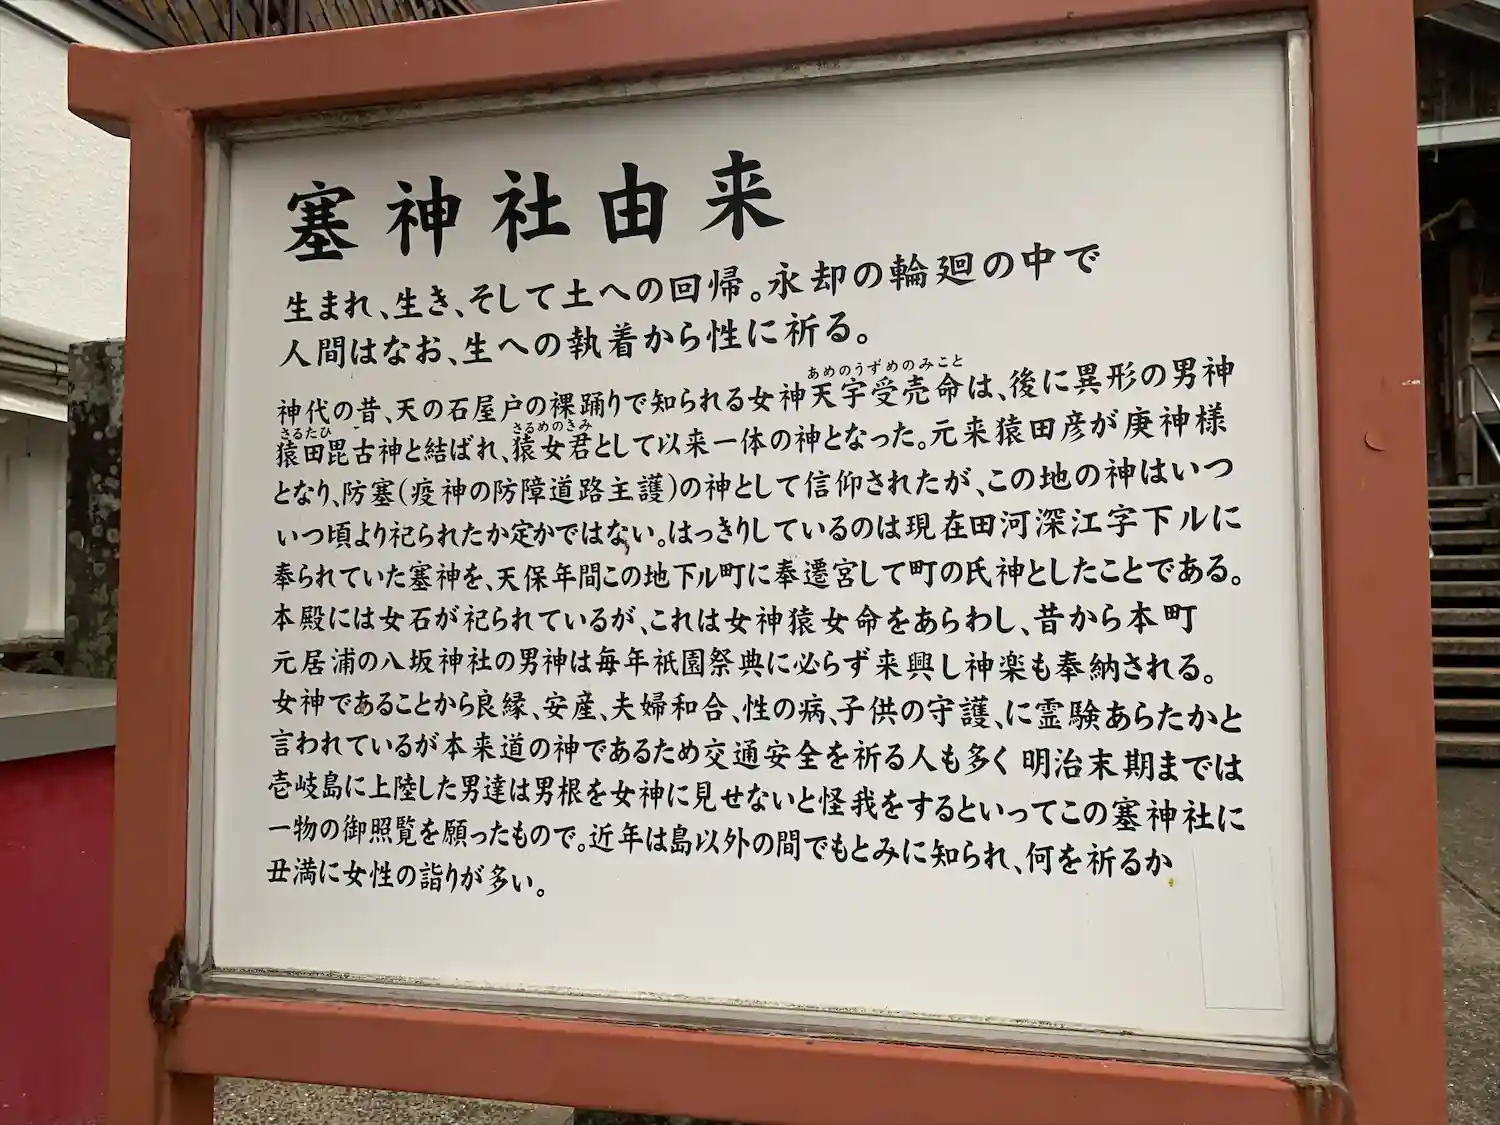 塞神社由来
生まれ、生き、そして土への回帰。永却の輪廻の中で
人間はなお、生への執着から性に祈る。
あめのうずめのみこと
神代の昔、天の石屋戸の裸踊りで知られる女神天宇受売命は、後に異形の男神
さるたひ さるめのきみ
猿田毘古神と結ばれ、猿女君として以来一体の神となった。元来猿田彦が庚神様
となり、防塞(疫神の防障道路主護)の神として信仰されたが、この地の神はいつ
いつ頃より祀られたか定かではない。はっきりしているのは現在田河深江字下ルに
奉られていた塞神を、天保年間この地下ル町に奉遷宮して町の氏神としたことである。
本殿には女石が祀られているが、これは女神猿女命をあらわし、昔から本町
元居浦の八坂神社の男神は毎年祇園祭典に必らず来興し神楽も奉納される。
女神であることから良縁、安産、夫婦和合、性の病、子供の守護、に霊験あらたかと
言われているが本来道の神であるため交通安全を祈る人も多く 明治末期までは
壱岐島に上陸した男達は男根を女神に見せないと怪我をするといってこの塞神社に
一物の御照覧を願ったもので。近年は島以外の間でもとみに知られ、何を祈るか
丑満に女性の詣りが多い。